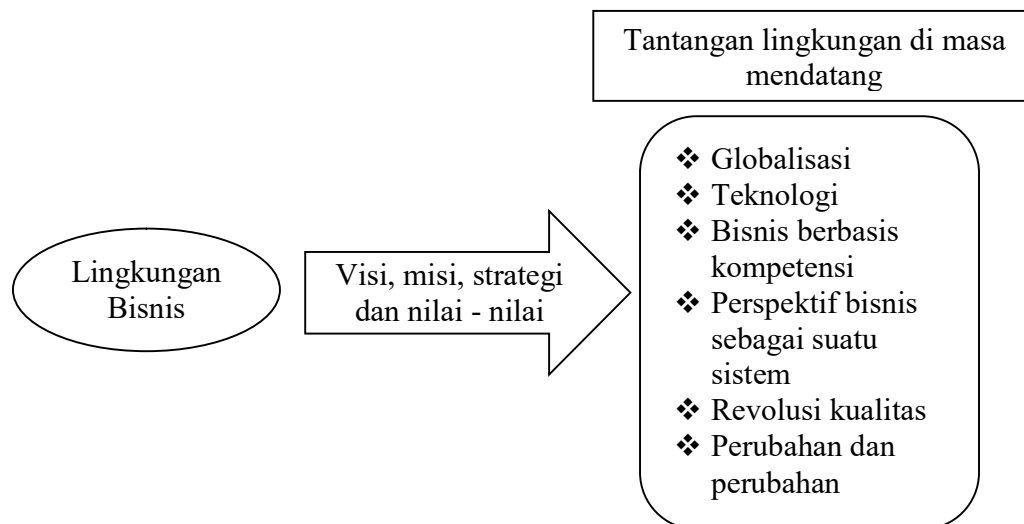 Tantangan lingkungan di masa
mendatang
Lingkungan
Bisnis
Visi, misi, strategi
dan nilai - nilai
❖ Globalisasi
❖ Teknologi
❖ Bisnis berbasis
kompetensi
❖ Perspektif bisnis
sebagai suatu
sistem
❖ Revolusi kualitas
❖ Perubahan dan
perubahan